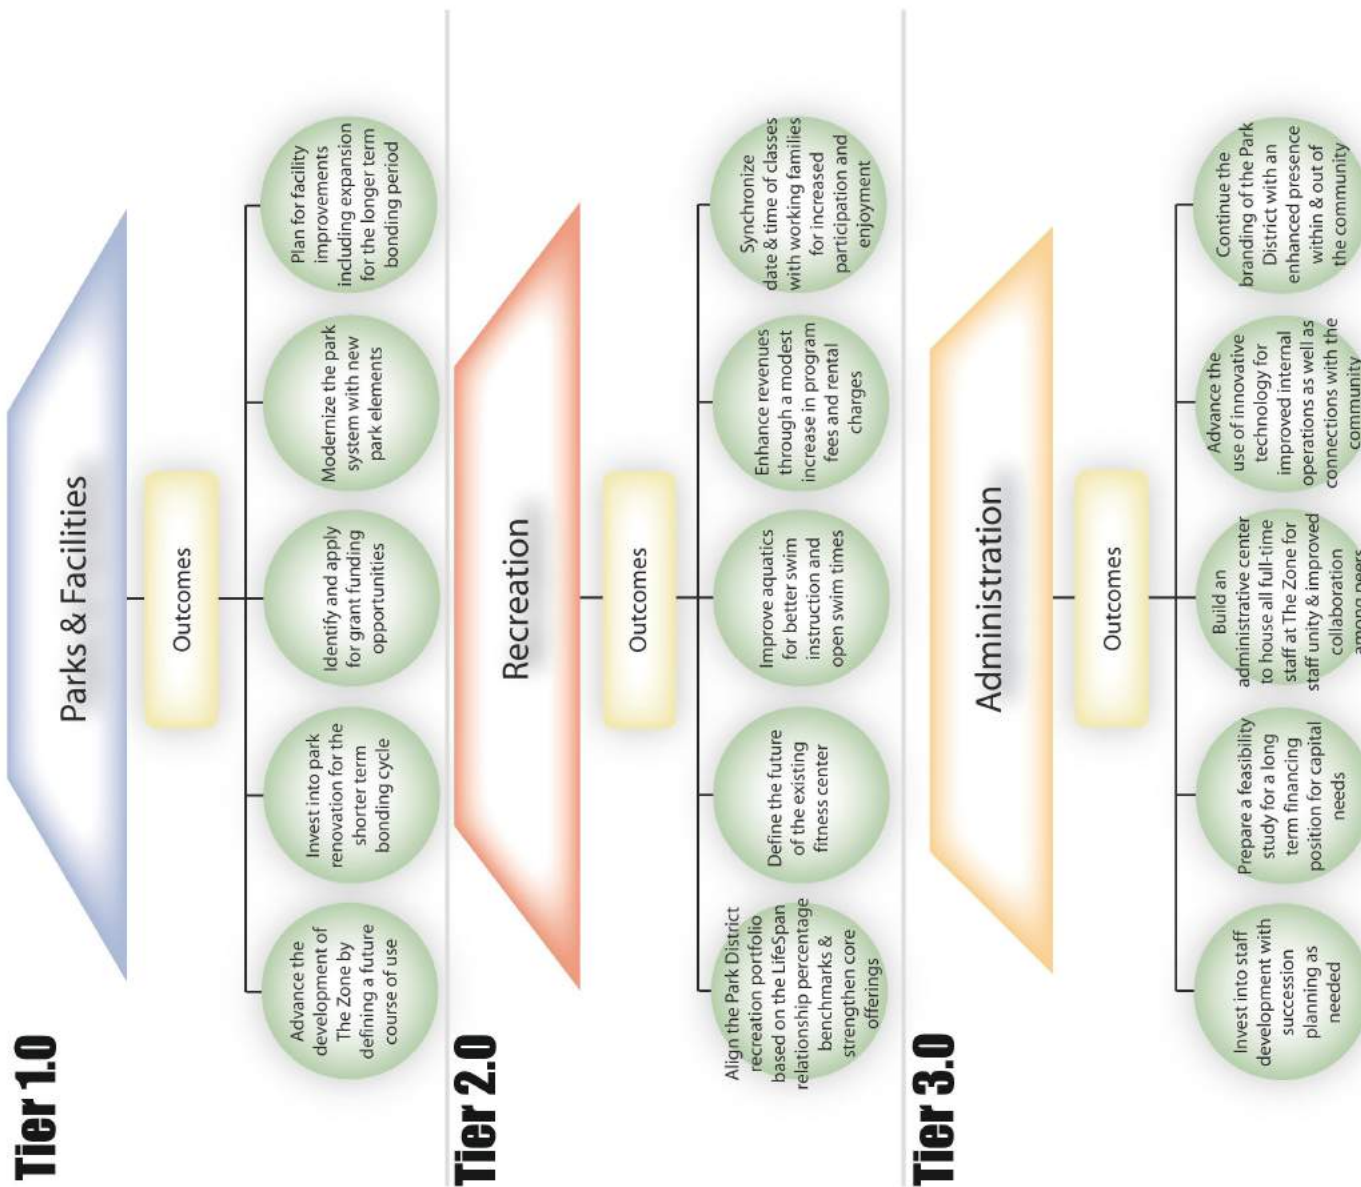 Tier 1.0
Parks & Facilities
Outcomes
Advance the
development of
The Zone by
defining a future
course of use
Invest into park
renovation for the
shorter term
bonding cycle
Identify and apply
for grant funding
opportunities
Modernize the park
system with new
park elements
Plan for facility
improvements
including expansion
for the longer term
bonding period
Tier 2.0
Recreation
Outcomes
Align the Park District
recreation portfolio
based on the LifeSpan
relationship percentage
benchmarks &
strengthen core
offerings
Define the future
of the existing
fitness center
Improve aquatics
for better swim
instruction and
open swim times
Enhance revenues
through a modest
increase in program
fees and rental
charges
Synchronize
date & time of classes
with working families
for increased
participation and
enjoyment
Tier 3.0
Administration
Outcomes
Invest into staff
development with
succession
planning as
needed
Prepare a feasibility
study for a long
term financing
position for capital
needs
Build an
administrative center
to house all full-time
staff at The Zone for
staff unity & improved
collaboration
among peers
Advance the
use of innovative
technology for
improved internal
operations as well as
connections with the
community
Continue the
branding of the Park
District with an
enhanced presence
within & out of
the community